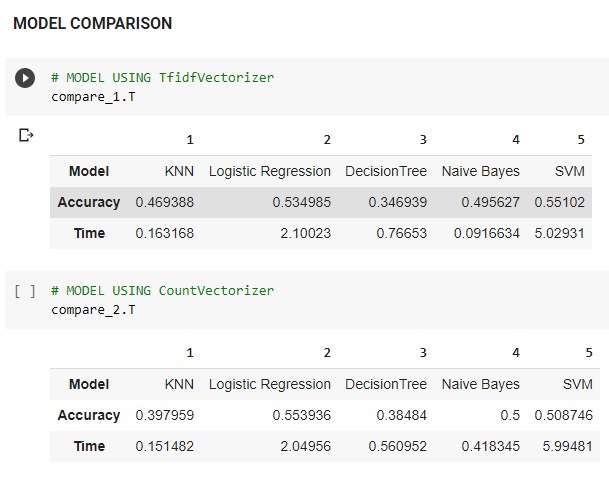 MODEL COMPARISON
# MODEL USING TfidfVectorizer
compare_1.T
1 2 3 4 5
Model KNN Logistic Regression DecisionTree Naive Bayes SVM
Accuracy 0.469388 0.534985 0.346939 0.495627 0.55102
Time 0.163168 2.10023 0.76653 0.0916634 5.02931
[ ] # MODEL USING CountVectorizer
compare_2.T
1 2 3 4 5
Model KNN Logistic Regression DecisionTree Naive Bayes SVM
Accuracy 0.397959 0.553936 0.38484 0.5 0.508746
Time 0.151482 2.04956 0.560952 0.418345 5.99481